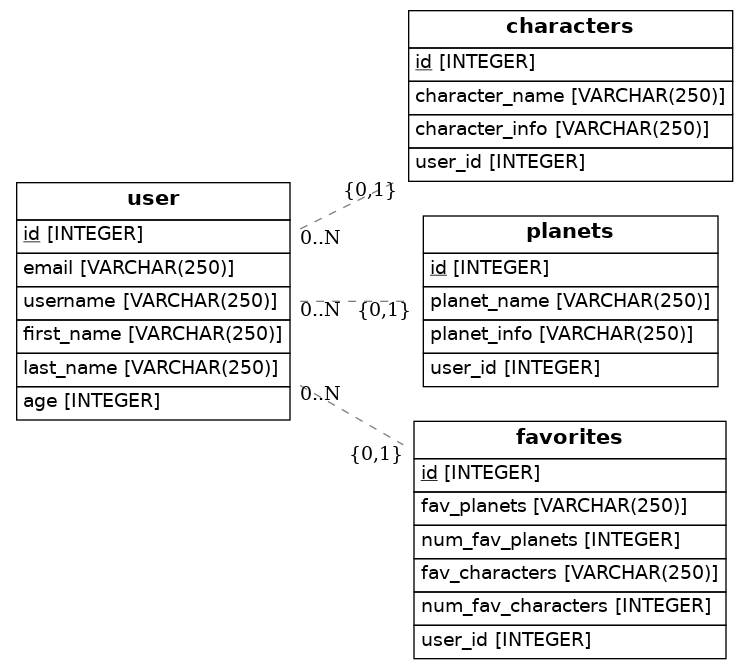 characters
id [INTEGER]
character_name [VARCHAR(250)]
character_info [VARCHAR(250)]
user_id [INTEGER]
user
id [INTEGER]
email [VARCHAR(250)]
username [VARCHAR(250)]
first_name [VARCHAR(250)]
last_name [VARCHAR(250)]
age [INTEGER]
{0,1}
0..N
0..N
{0,1}
0..N
{0,1}
planets
id [INTEGER]
planet_name [VARCHAR(250)]
planet_info [VARCHAR(250)]
user_id [INTEGER]
favorites
id [INTEGER]
fav_planets [VARCHAR(250)]
num_fav_planets [INTEGER]
fav_characters [VARCHAR(250)]
num_fav_characters [INTEGER]
user_id [INTEGER]